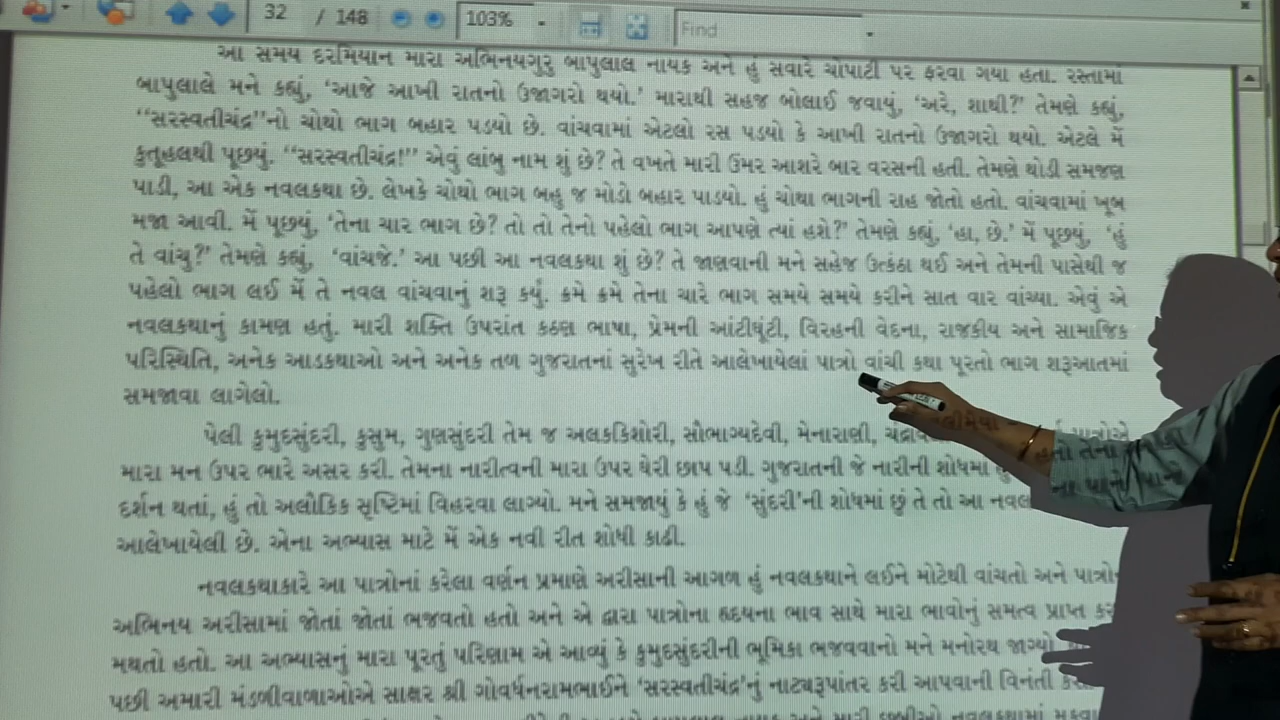 32 / 148
103%
Find
આ સમય દરમિયાન મારા અભિનયગુરુ બાપુલાલ નાયક અને હું સવારે ચોપાટી પર ફરવા ગયા હતા. રસ્તામાં
બાપુલાલે મને કહ્યું, ‘આજે આખી રાતનો ઉજાગરો થયો.’ મારાથી સહજ બોલાઈ જવાયું, ‘અરે, શાથી?’ તેમણે કહ્યું,
“સરસ્વતીચંદ્ર”નો ચોથો ભાગ બહાર પડયો છે. વાંચવામાં એટલો રસ પડયો કે આખી રાતનો ઉજાગરો થયો. એટલે મેં
કુતૂહલથી પૂછયું. “સરસ્વતીચંદ્ર!” એવું લાંબુ નામ શું છે? તે વખતે મારી ઉમર આશરે બાર વરસની હતી. તેમણે થોડી સમજણ
પાડી, આ એક નવલકથા છે. લેખકે ચોથો ભાગ બહુ જ મોડો બહાર પાડયો. હું ચોથા ભાગની રાહ જોતો હતો. વાંચવામાં ખૂબ
મજા આવી. મેં પૂછયું, ‘તેના ચાર ભાગ છે? તો તો તેનો પહેલો ભાગ આપણે ત્યાં હશે?’ તેમણે કહ્યું, ‘હા, છે.’ મેં પૂછયું, ‘હું
તે વાંચુ?’ તેમણે કહ્યું, ‘વાંચજે.’ આ પછી આ નવલકથા શું છે? તે જાણવાની મને સહેજ ઉત્કંઠા થઈ અને તેમની પાસેથી જ
પહેલો ભાગ લઈ મેં તે નવલ વાંચવાનું શરૂ કર્યું. ક્રમે ક્રમે તેના ચારે ભાગ સમયે સમયે કરીને સાત વાર વાંચ્યા. એવું એ
નવલકથાનું કામણ હતું. મારી શક્તિ ઉપરાંત કઠણ ભાષા, પ્રેમની આંટીઘૂંટી, વિરહની વેદના, રાજકીય અને સામાજિક
પરિસ્થિતિ, અનેક આડકથાઓ અને અનેક તળ ગુજરાતનાં સુરેખ રીતે આલેખાયેલાં પાત્રો વાંચી કથા પૂરતો ભાગ શરૂઆતમાં
સમજાવા લાગેલો.
પેલી કુમુદસુંદરી, કુસુમ, ગુણસુંદરી તેમ જ અલકકિશોરી, સૌભાગ્યદેવી, મેનારાણી, પાત્રોએ
મારા મન ઉપર ભારે અસર કરી. તેમના નારીત્વની મારા ઉપર ઘેરી છાપ પડી. ગુજરાતની જે નારીની શોધમાં હતો તેના
દર્શન થતાં, હું તો અલૌકિક સૃષ્ટિમાં વિહરવા લાગ્યો. મને સમજાયું કે હું જે ‘સુંદરી’ની શોધમાં છું તે તો આ પાને પાને
આલેખાયેલી છે. એના અભ્યાસ માટે મેં એક નવી રીત શોધી કાઢી.
નવલકથાકારે આ પાત્રોનાં કરેલા વર્ણન પ્રમાણે અરીસાની આગળ હું નવલકથાને લઈને મોટેથી વાંચતો અને
અભિનય અરીસામાં જોતાં જોતાં ભજવતો હતો અને એ દ્વારા પાત્રોના હૃદયના ભાવ સાથે મારા ભાવોનું સમત્વ પ્રાપ્ત
મથતો હતો. આ અભ્યાસનું મારા પૂરતું પરિણામ એ આવ્યું કે કુમુદસુંદરીની ભૂમિકા ભજવવાનો મને મનોરથ જાગ્યો
પછી અમારી મંડળીવાળાઓએ સાક્ષર શ્રી ગોવર્ધનરામભાઈને ‘સરસ્વતીચંદ્ર’નું નાટ્યરૂપાંતર કરી આપવાની વિનંતી